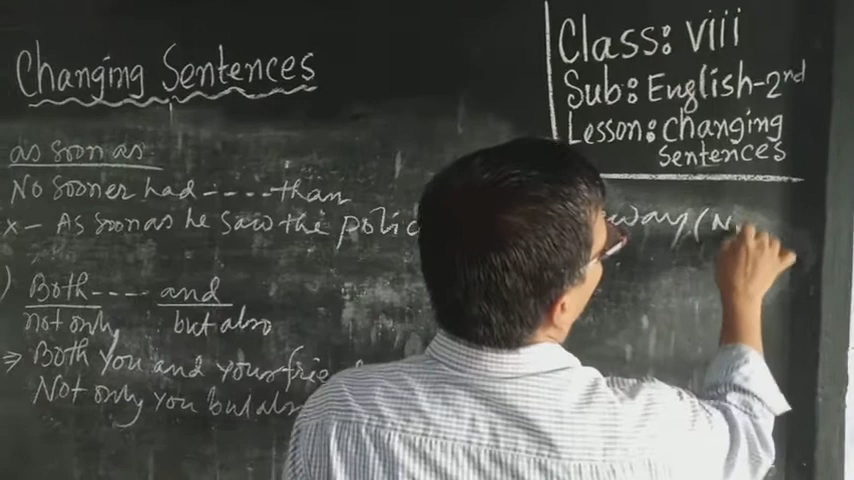 Changing Sentences
Class: viii
Sub: English-2nd
Lesson: Changing
Sentences
as soon as
No sooner had ---- than
x- As soon as he saw the polic way (N
) Both ---- and
not only but also
⇒ Both you and your frie
Not only you but als